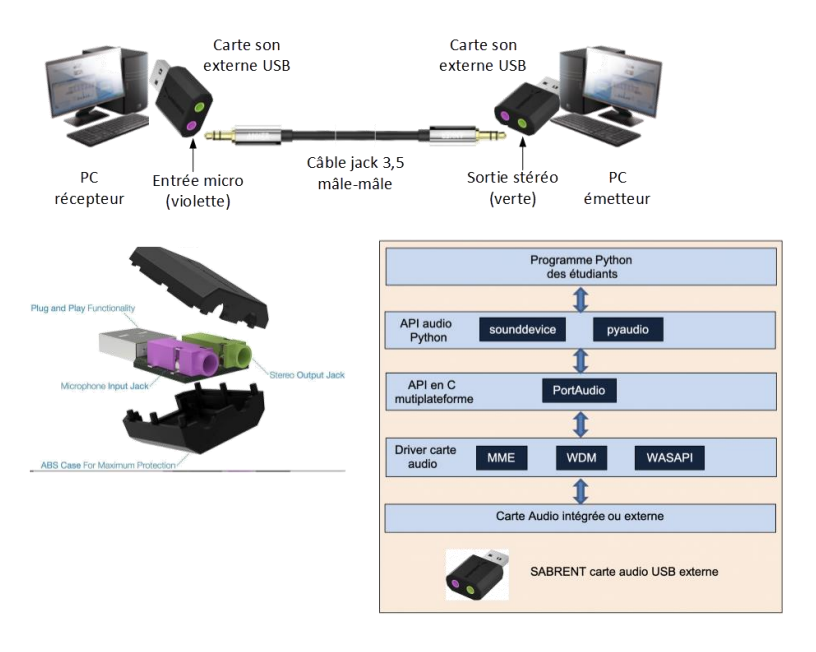 Carte son
externe USB
Carte son
externe USB
Câble jack 3,5
mâle-mâle
PC
récepteur
Entrée micro
(violette)
Sortie stéréo
(verte)
PC
émetteur
Plug and Play Functionality
Microphone Input Jack
Stereo Output Jack
ABS Case For Maximum Protection
Programme Python
des étudiants
API audio
Python
sounddevice
pyaudio
API en C
mutiplateforme
PortAudio
Driver carte
audio
MME
WDM
WASAPI
Carte Audio intégrée ou externe
SABRENT carte audio USB externe